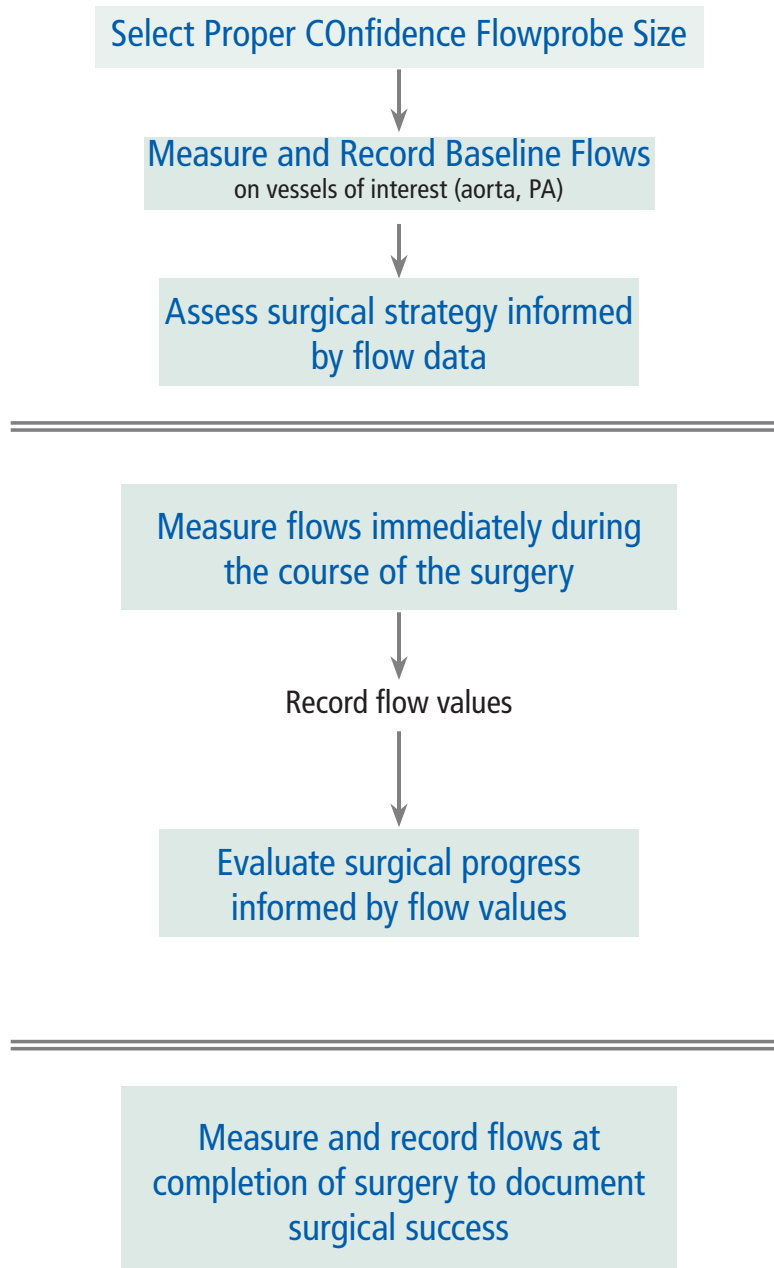 Select Proper COnfidence Flowprobe Size
Measure and Record Baseline Flows
on vessels of interest (aorta, PA)
Assess surgical strategy informed
by flow data
Measure flows immediately during
the course of the surgery
Record flow values
Evaluate surgical progress
informed by flow values
Measure and record flows at
completion of surgery to document
surgical success